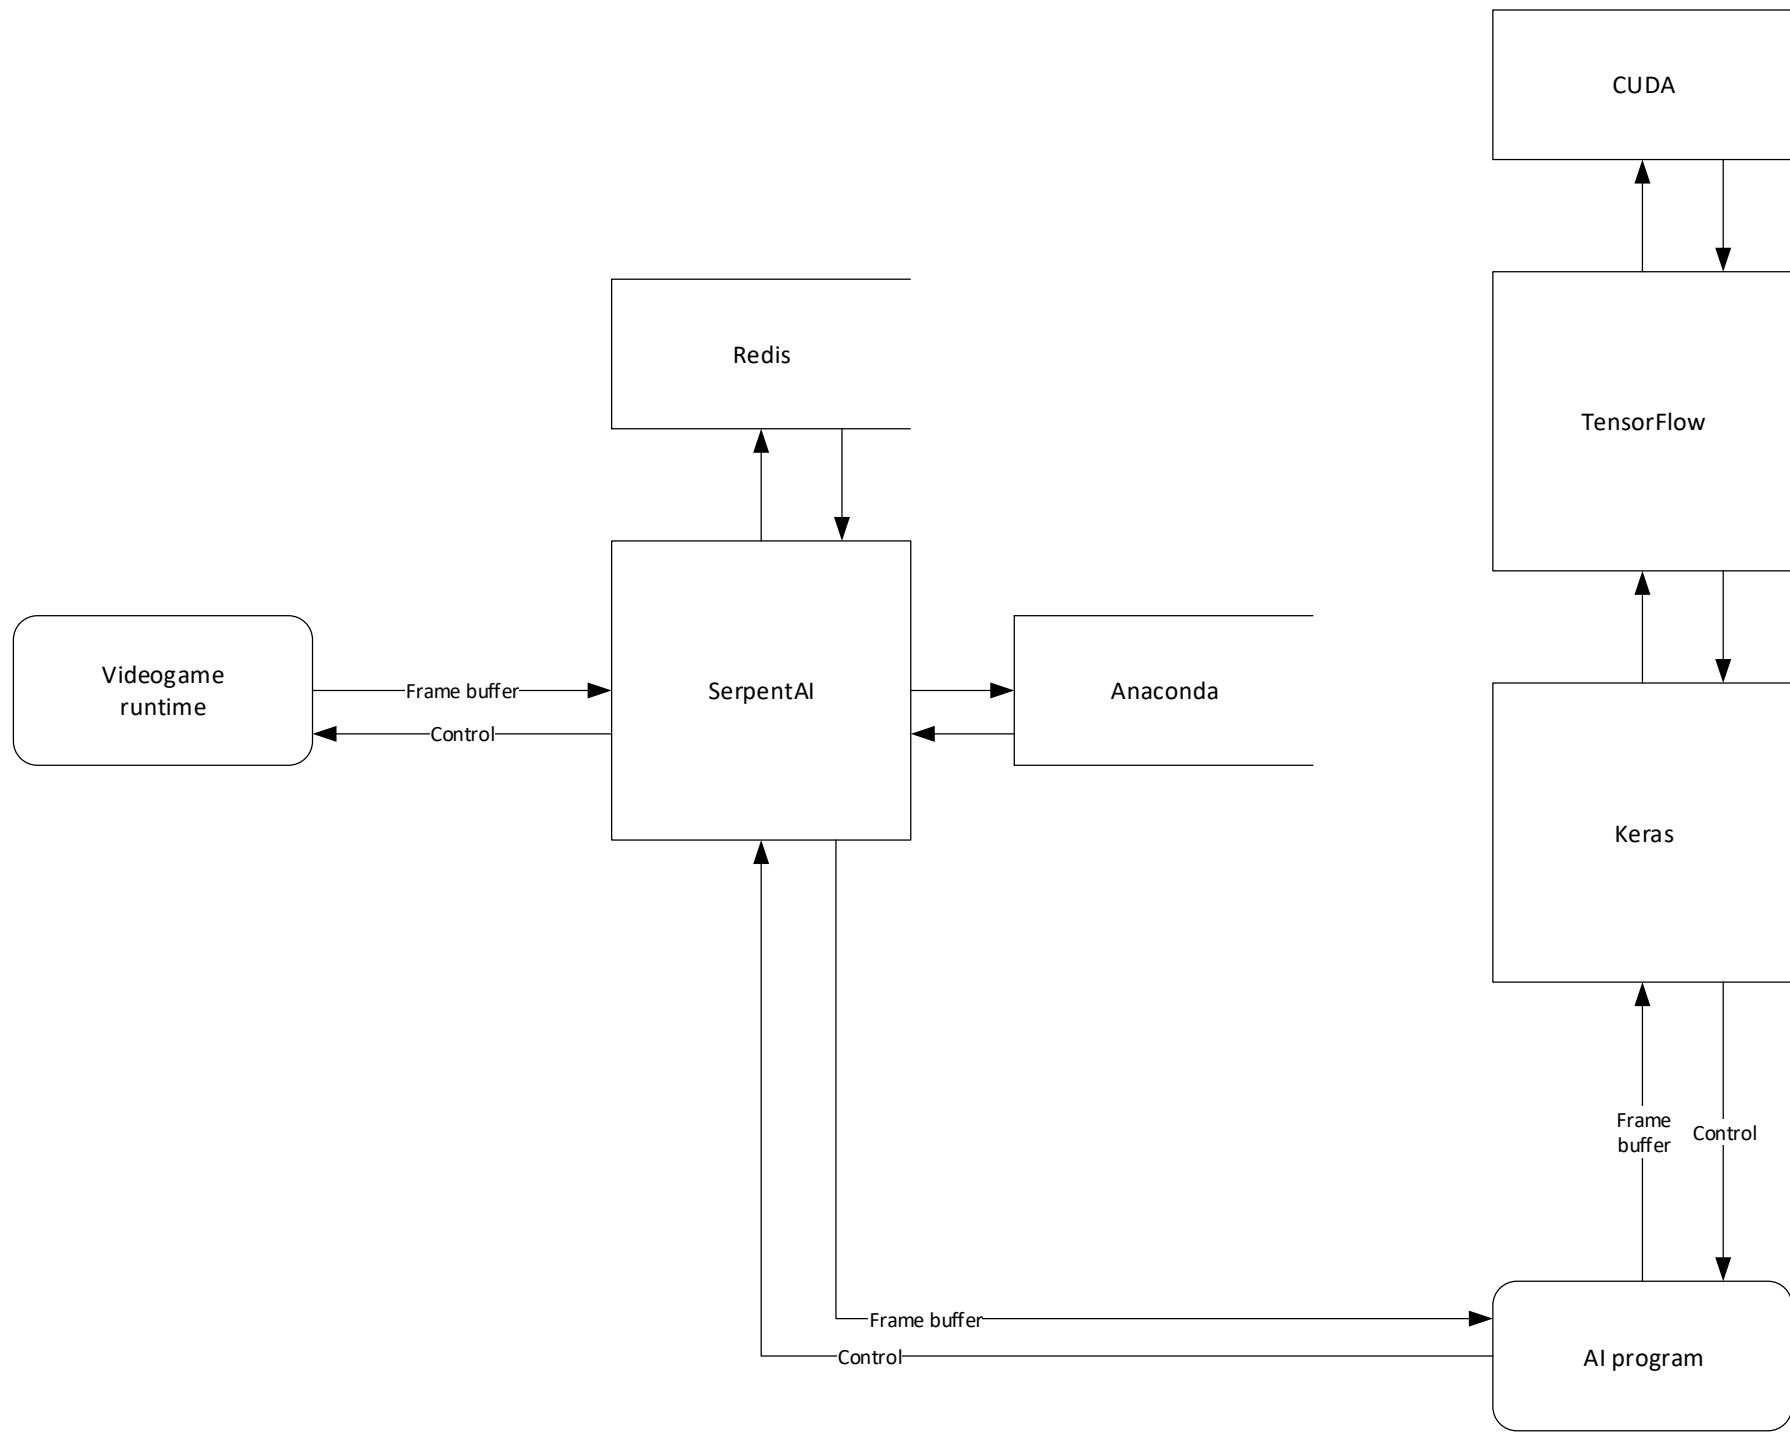 CUDA
Redis
TensorFlow
Videogame
runtime
Frame buffer
Control
SerpentAI
Anaconda
Keras
Frame
buffer
Control
Frame buffer
Control
AI program